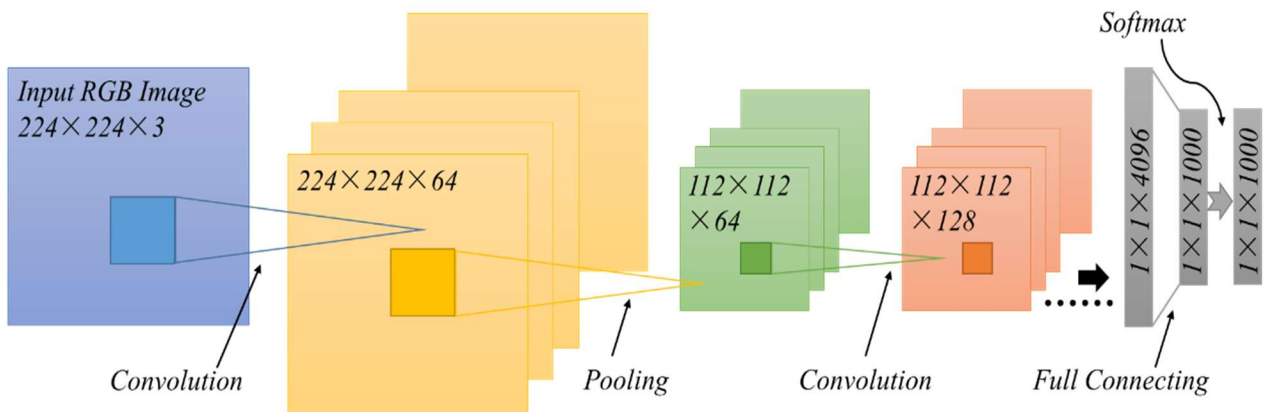 Input RGB Image
224×224×3
Convolution
224×224×64
Pooling
112×112
×64
Convolution
112×112
×128
1×1×4096
Full Connecting
1×1×1000
Softmax
1×1×1000